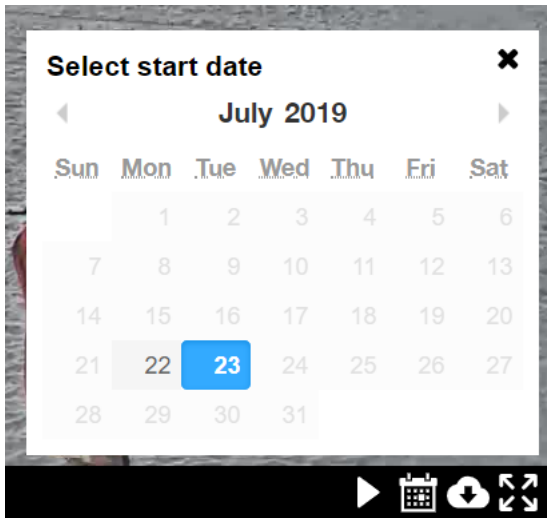 Select start date
July 2019
Sun Mon Tue Wed Thu Fri Sat
1 2 3 4 5 6
7 8 9 10 11 12 13
14 15 16 17 18 19 20
21 22 23 24 25 26 27
28 29 30 31